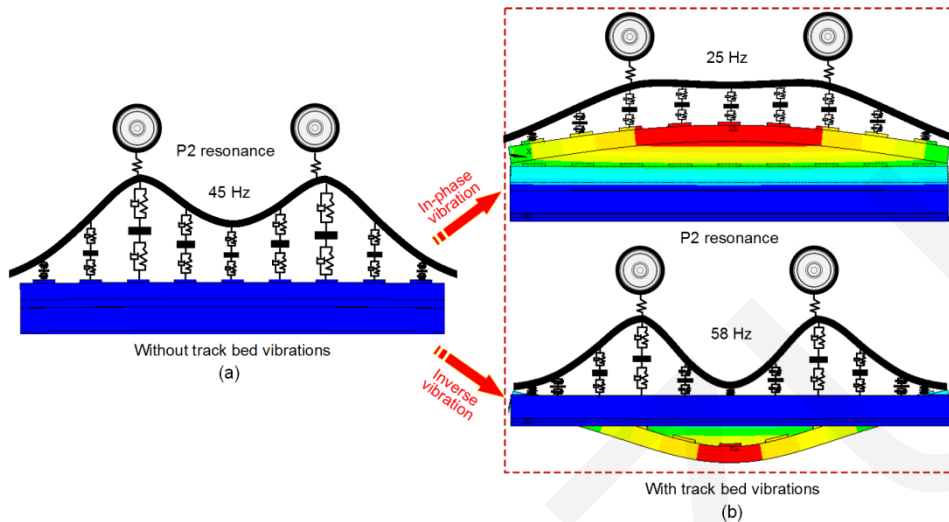 P2 resonance
45 Hz
Without track bed vibrations
(a)
In-phase
vibration
Inverse
vibration
25 Hz
P2 resonance
58 Hz
With track bed vibrations
(b)